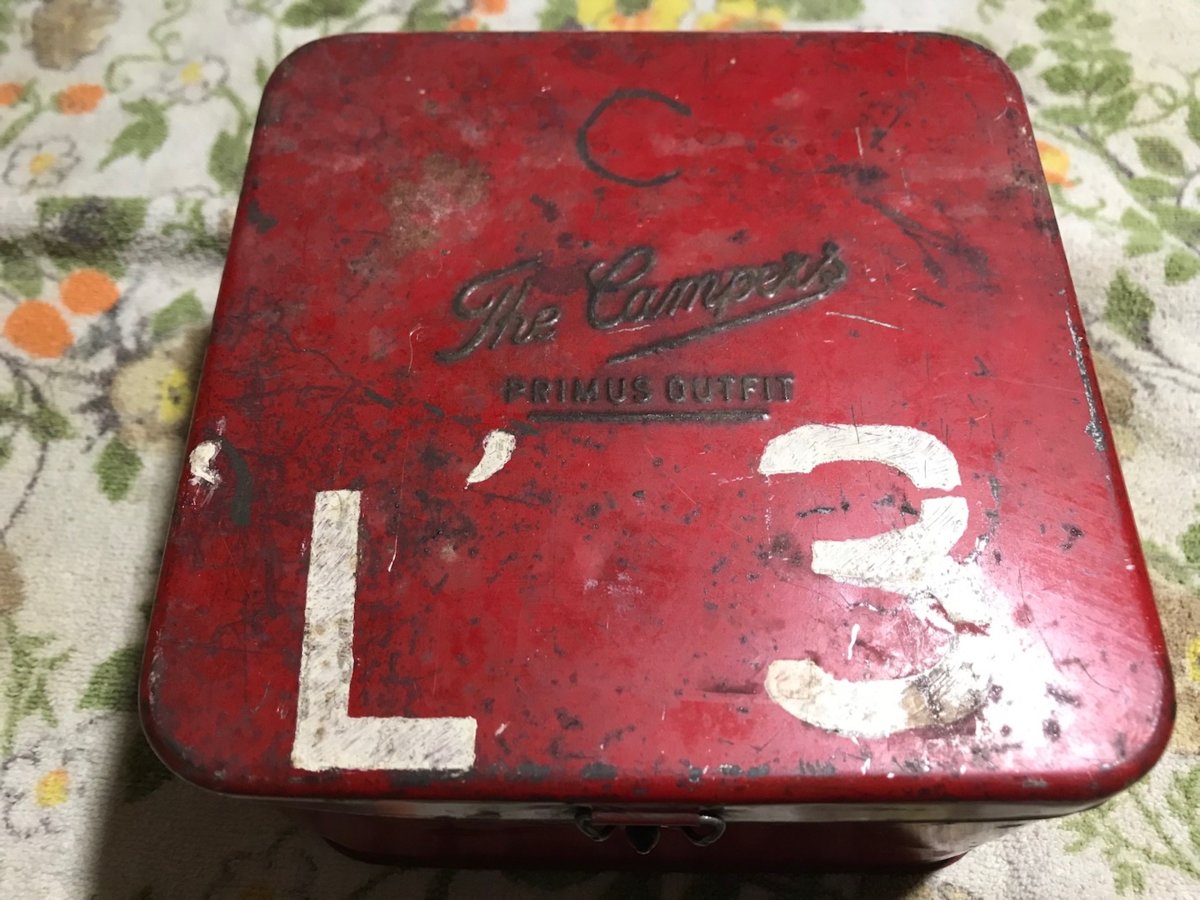 C
The Campers
PRIMUS OUTFIT
L'3